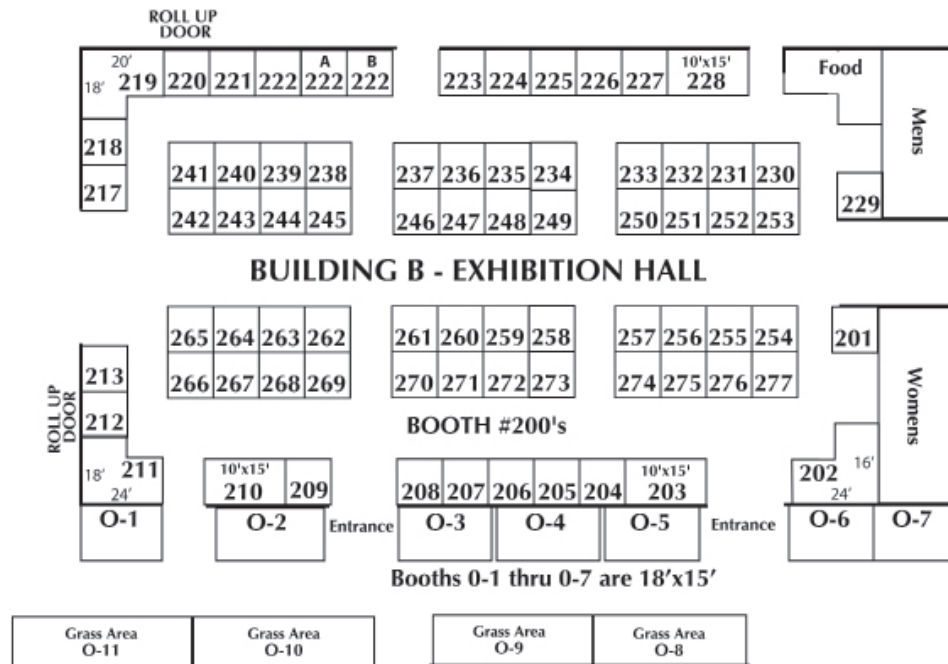 ROLL UP
DOOR
20' A B 10'x15' Food
18' 219 220 221 222 222 222 223 224 225 226 227 228
Mens
218
241 240 239 238 237 236 235 234 233 232 231 230
217
242 243 244 245 246 247 248 249 250 251 252 253 229
BUILDING B - EXHIBITION HALL
265 264 263 262 261 260 259 258 257 256 255 254 201
213
266 267 268 269 270 271 272 273 274 275 276 277
ROLL UP
DOOR
Womens
212
BOOTH #200's
18' 211 10'x15' 10'x15' 16'
24' 210 209 208 207 206 205 204 203 202 24'
O-1 O-2 Entrance O-3 O-4 O-5 Entrance O-6 O-7
Booths 0-1 thru 0-7 are 18'x15'
Grass Area Grass Area Grass Area Grass Area
O-11 O-10 O-9 O-8